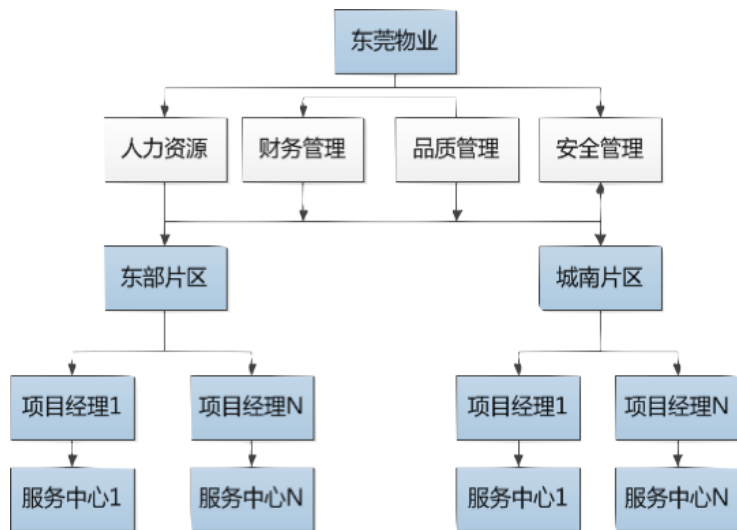 东莞物业
人力资源
财务管理
品质管理
安全管理
东部片区
城南片区
项目经理1
项目经理N
项目经理1
项目经理N
服务中心1
服务中心N
服务中心1
服务中心N